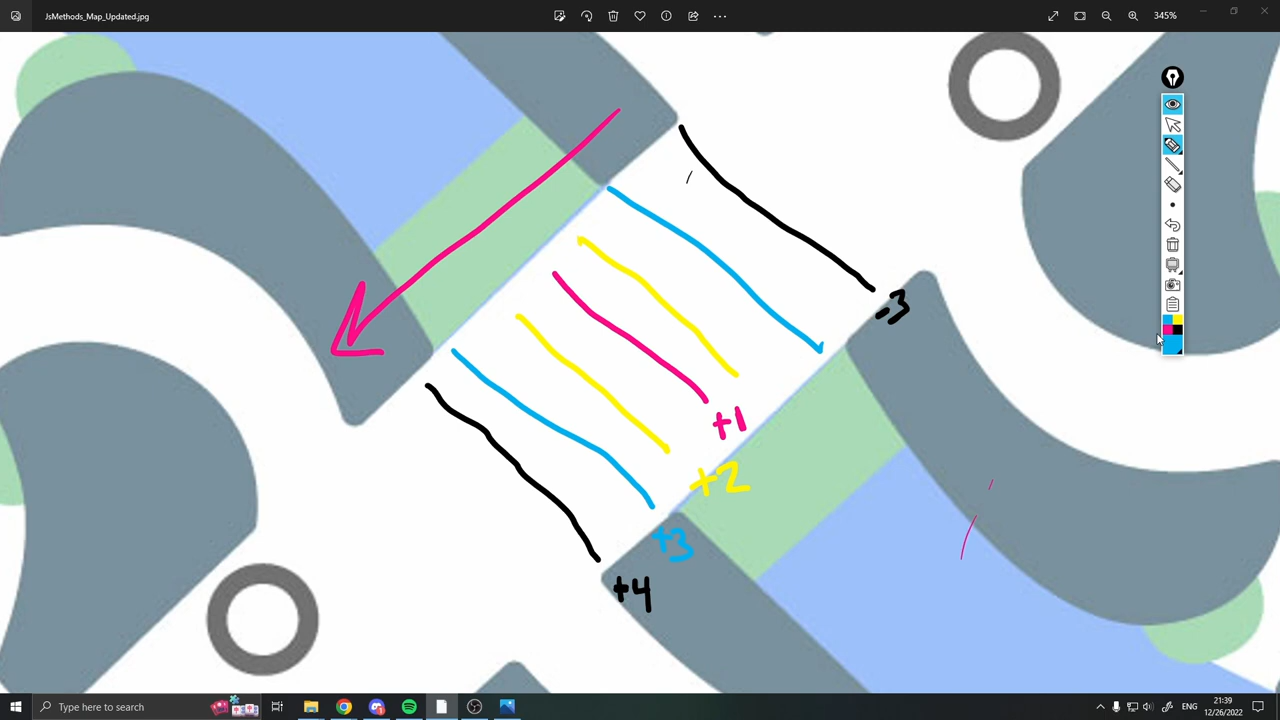 JsMethods_Map_Updated.jpg
345%
-3
+1
+2
+3
+4
Type here to search
ENG
21:39
12/26/2022